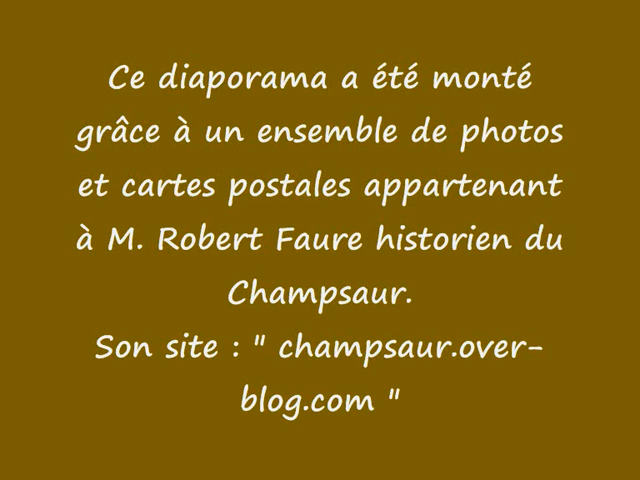 Ce diaporama a été monté
grâce à un ensemble de photos
et cartes postales appartenant
à M. Robert Faure historien du
Champsaur.
Son site : " champsaur.over-
blog.com "